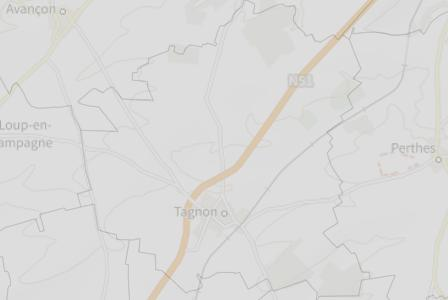 Avançon
N51
Loup-en-
ampagne
Perthes
Tagnon